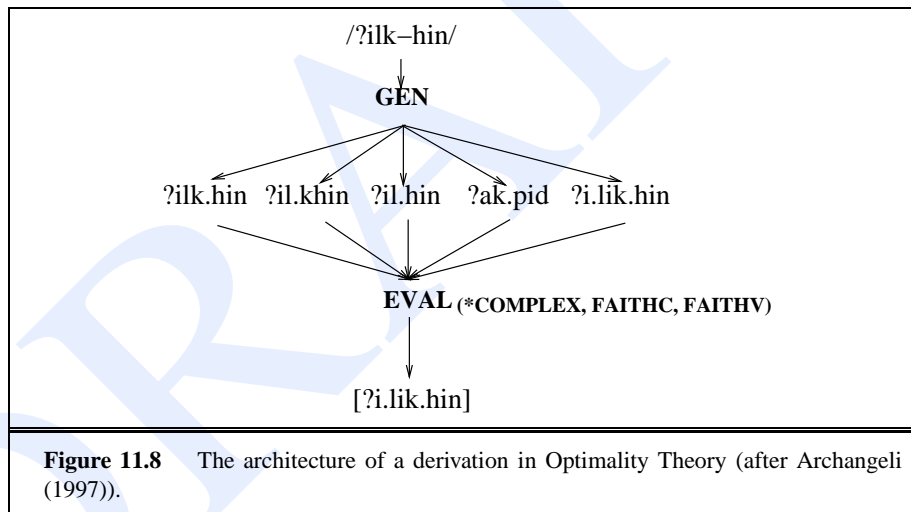 /?ilk−hin/
GEN
?ilk.hin ?il.khin ?il.hin ?ak.pid ?i.lik.hin
EVAL (*COMPLEX, FAITHC, FAITHV)
[?i.lik.hin]
Figure 11.8 The architecture of a derivation in Optimality Theory (after Archangeli
(1997)).